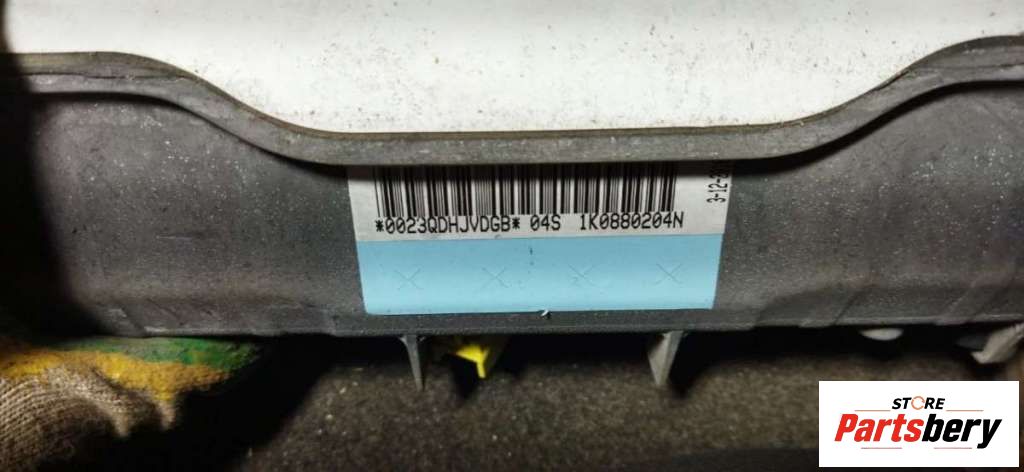 *0023QDHJVDGB* 04S 1K0880204N
STORE
Partsbery